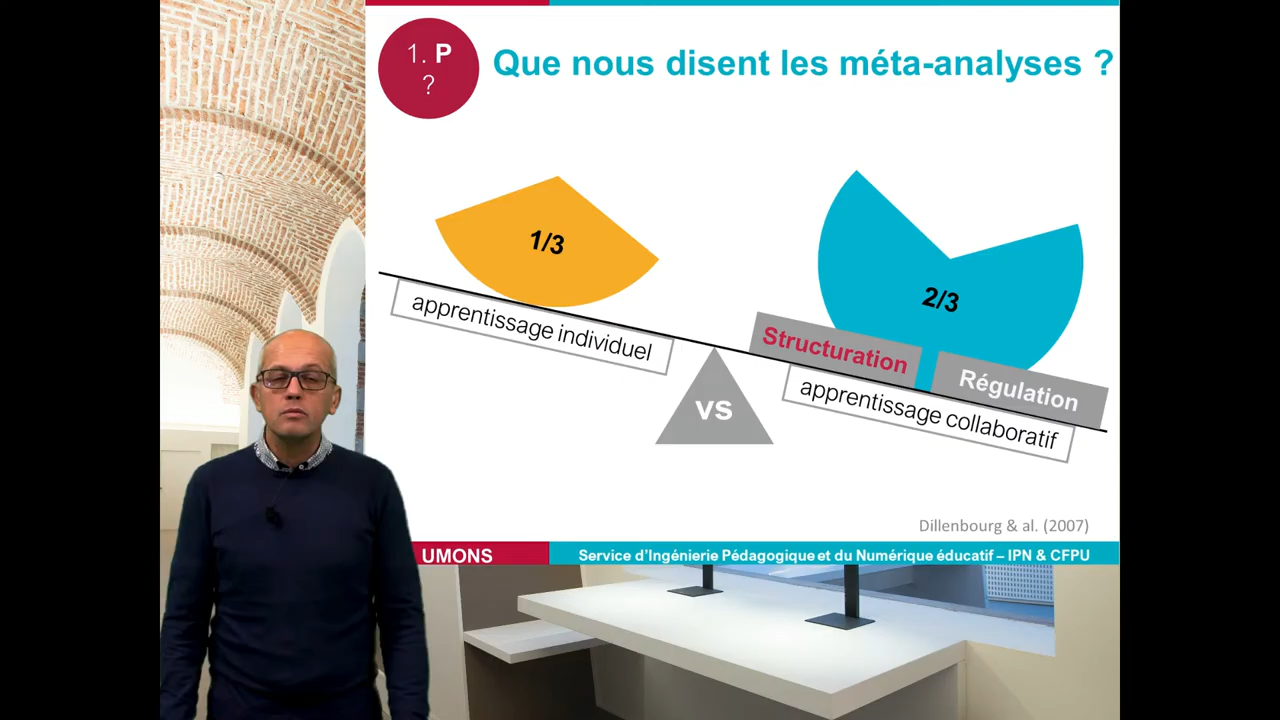 1. P
?
Que nous disent les méta-analyses ?
1/3
2/3
apprentissage individuel
vs
Structuration
Régulation
apprentissage collaboratif
Dillenbourg & al. (2007)
UMONS
Service d'Ingénierie Pédagogique et du Numérique éducatif – IPN & CFPU